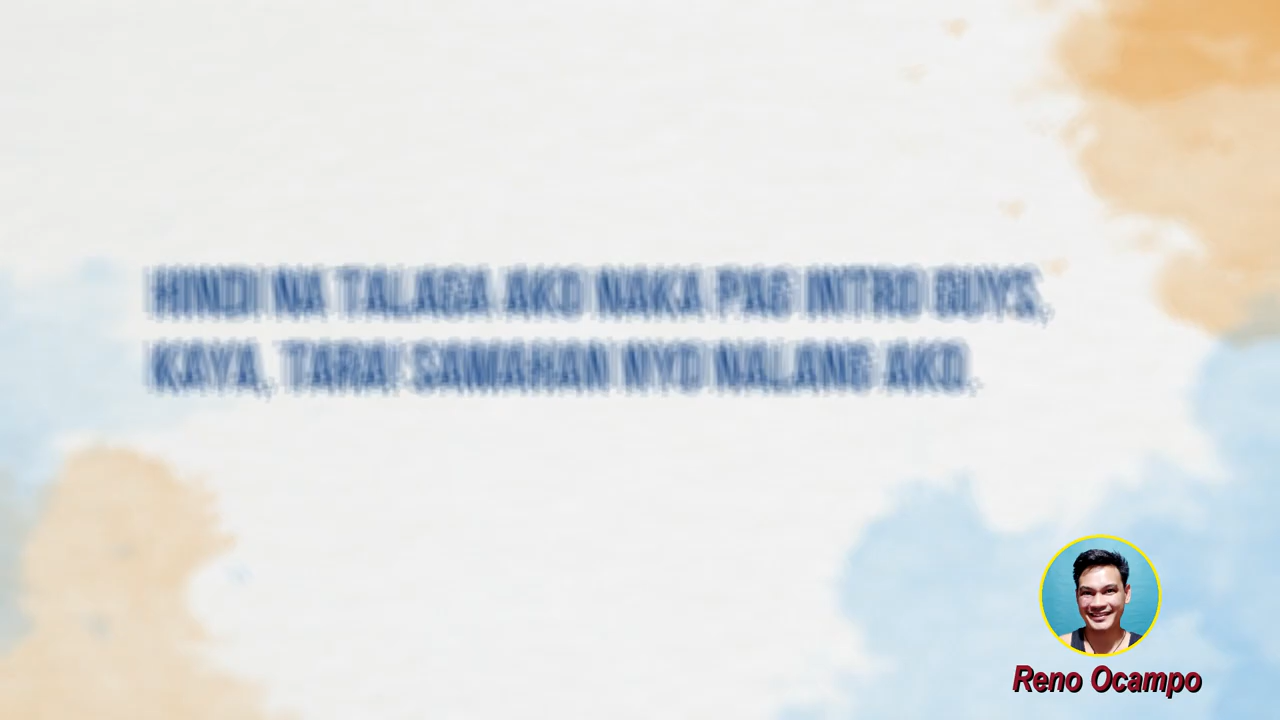 HINDI NA TALAGA AKO NAKA PAG INTRO GUYS,
KAYA, TARA! SAMAHAN NYO NALANG AKO.
Reno Ocampo